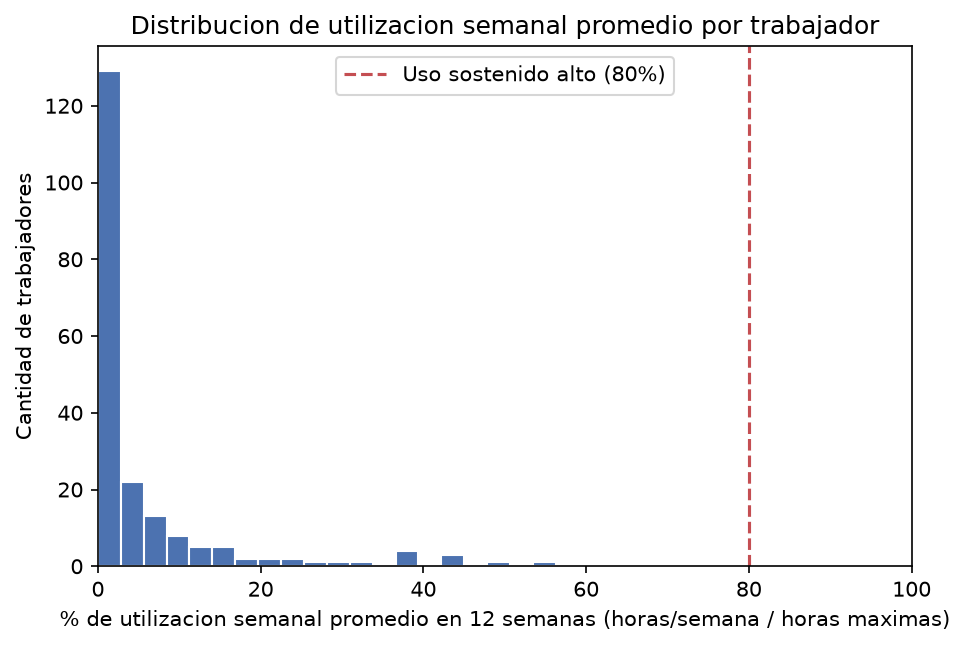 Distribucion de utilizacion semanal promedio por trabajador
Uso sostenido alto (80%)
Cantidad de trabajadores
120
100
80
60
40
20
0
0 20 40 60 80 100
% de utilizacion semanal promedio en 12 semanas (horas/semana / horas maximas)